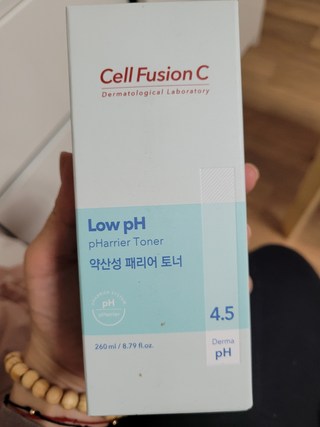 Cell Fusion C
Dermatological Laboratory
Low pH
pHarrier Toner
약산성 패리어 토너
pH
4.5
Derma
pH
260 ml / 8.79 fl.oz.